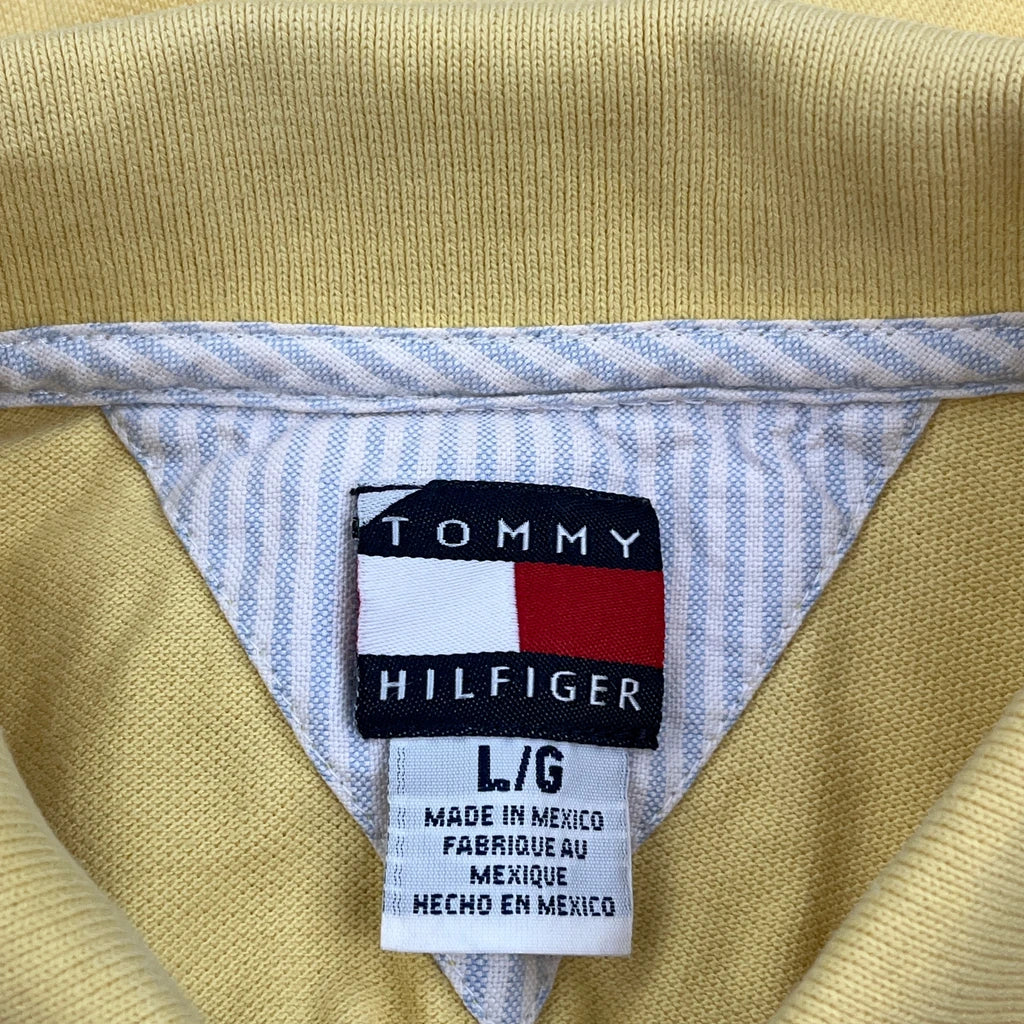 TOMMY
HILFIGER
L/G
MADE IN MEXICO
FABRIQUE AU
MEXIQUE
HECHO EN MEXICO